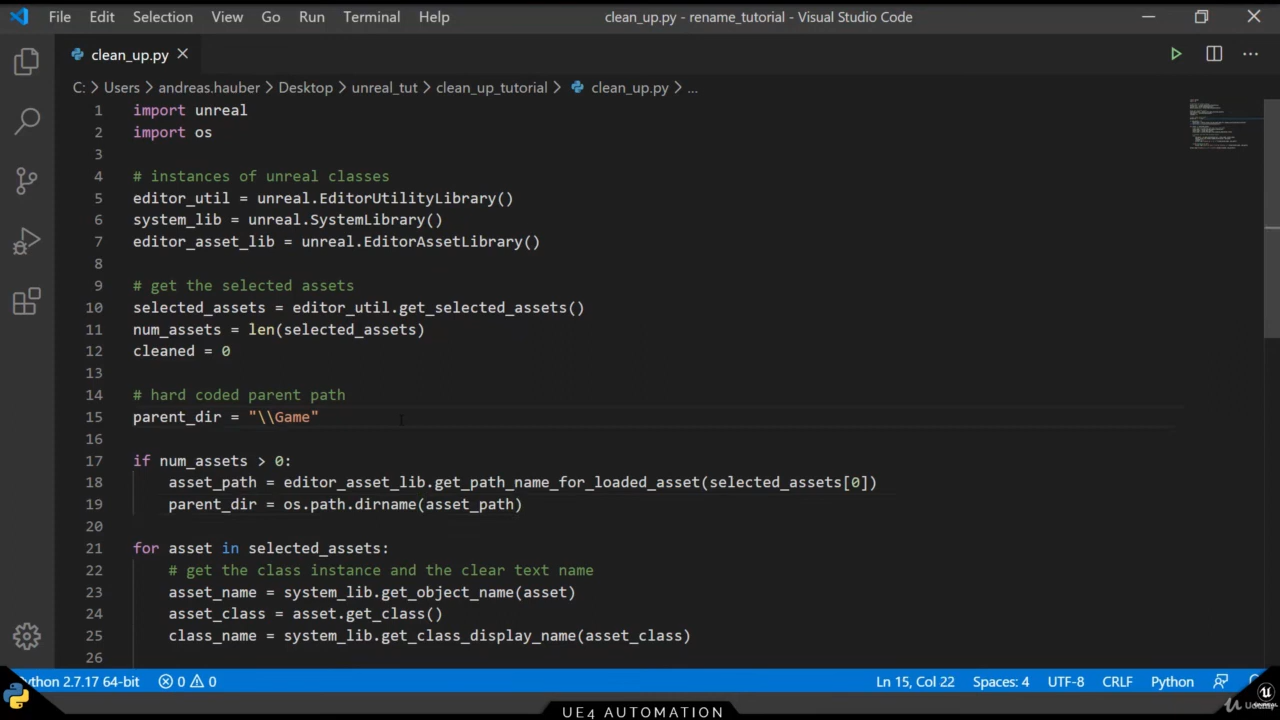 File Edit Selection View Go Run Terminal Help clean_up.py - rename_tutorial - Visual Studio Code
clean_up.py
C: > Users > andreas.hauber > Desktop > unreal_tut > clean_up_tutorial > clean_up.py > ...
1 import unreal
2 import os
3
4 # instances of unreal classes
5 editor_util = unreal.EditorUtilityLibrary()
6 system_lib = unreal.SystemLibrary()
7 editor_asset_lib = unreal.EditorAssetLibrary()
8
9 # get the selected assets
10 selected_assets = editor_util.get_selected_assets()
11 num_assets = len(selected_assets)
12 cleaned = 0
13
14 # hard coded parent path
15 parent_dir = "\\Game"
16
17 if num_assets > 0:
18     asset_path = editor_asset_lib.get_path_name_for_loaded_asset(selected_assets[0])
19     parent_dir = os.path.dirname(asset_path)
20
21 for asset in selected_assets:
22     # get the class instance and the clear text name
23     asset_name = system_lib.get_object_name(asset)
24     asset_class = asset.get_class()
25     class_name = system_lib.get_class_display_name(asset_class)
26
ython 2.7.17 64-bit 0 0 Ln 15, Col 22 Spaces: 4 UTF-8 CRLF Python
UE4 AUTOMATION